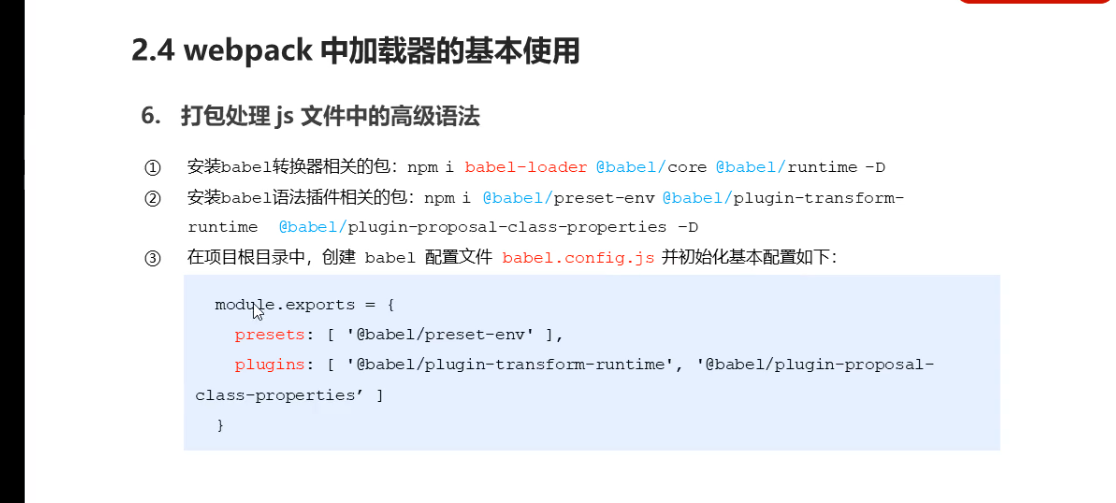 2.4 webpack 中加载器的基本使用
6. 打包处理 js 文件中的高级语法
① 安装babel转换器相关的包：npm i babel-loader @babel/core @babel/runtime -D
② 安装babel语法插件相关的包：npm i @babel/preset-env @babel/plugin-transform-
runtime @babel/plugin-proposal-class-properties -D
③ 在项目根目录中，创建 babel 配置文件 babel.config.js 并初始化基本配置如下：
module.exports = {
presets: [ '@babel/preset-env' ],
plugins: [ '@babel/plugin-transform-runtime', '@babel/plugin-proposal-
class-properties’ ]
}